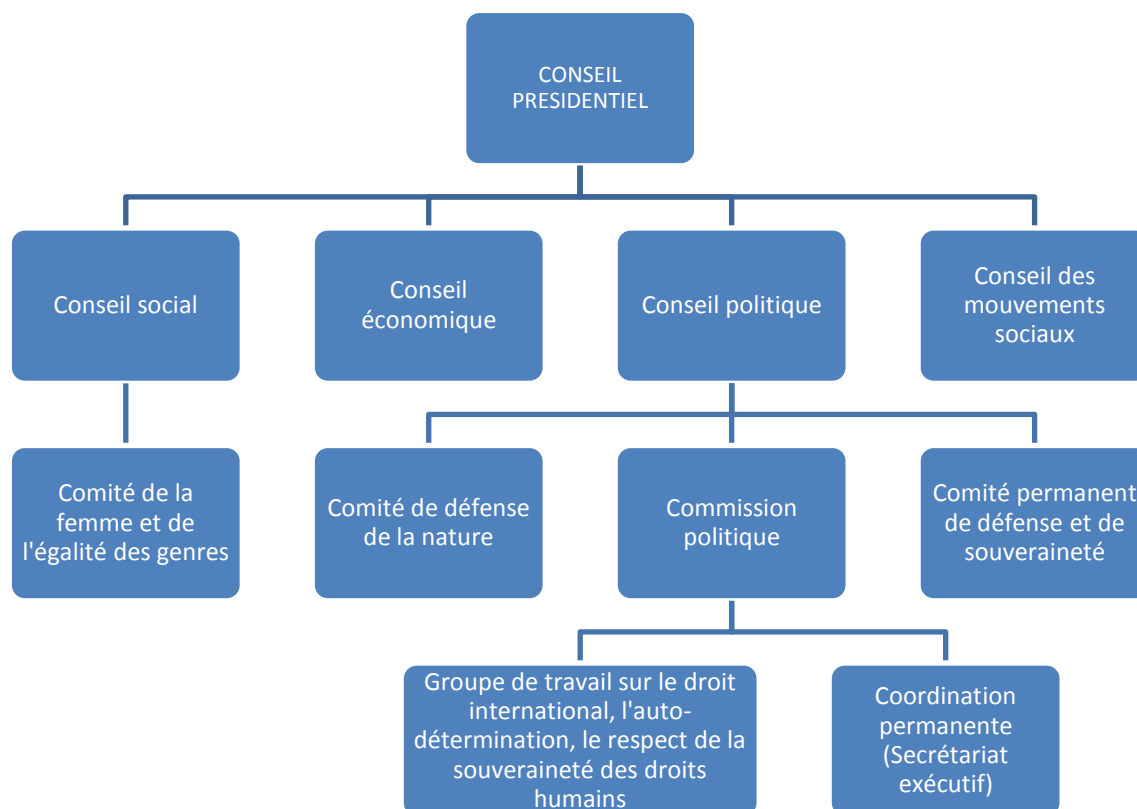 CONSEIL
PRESIDENTIEL
Conseil social
Conseil
économique
Conseil politique
Conseil des
mouvements
sociaux
Comité de la
femme et de
l'égalité des genres
Comité de défense
de la nature
Commission
politique
Comité permanent
de défense et de
souveraineté
Groupe de travail sur le droit
international, l'auto-
détermination, le respect de la
souveraineté des droits
humains
Coordination
permanente
(Secrétariat
exécutif)